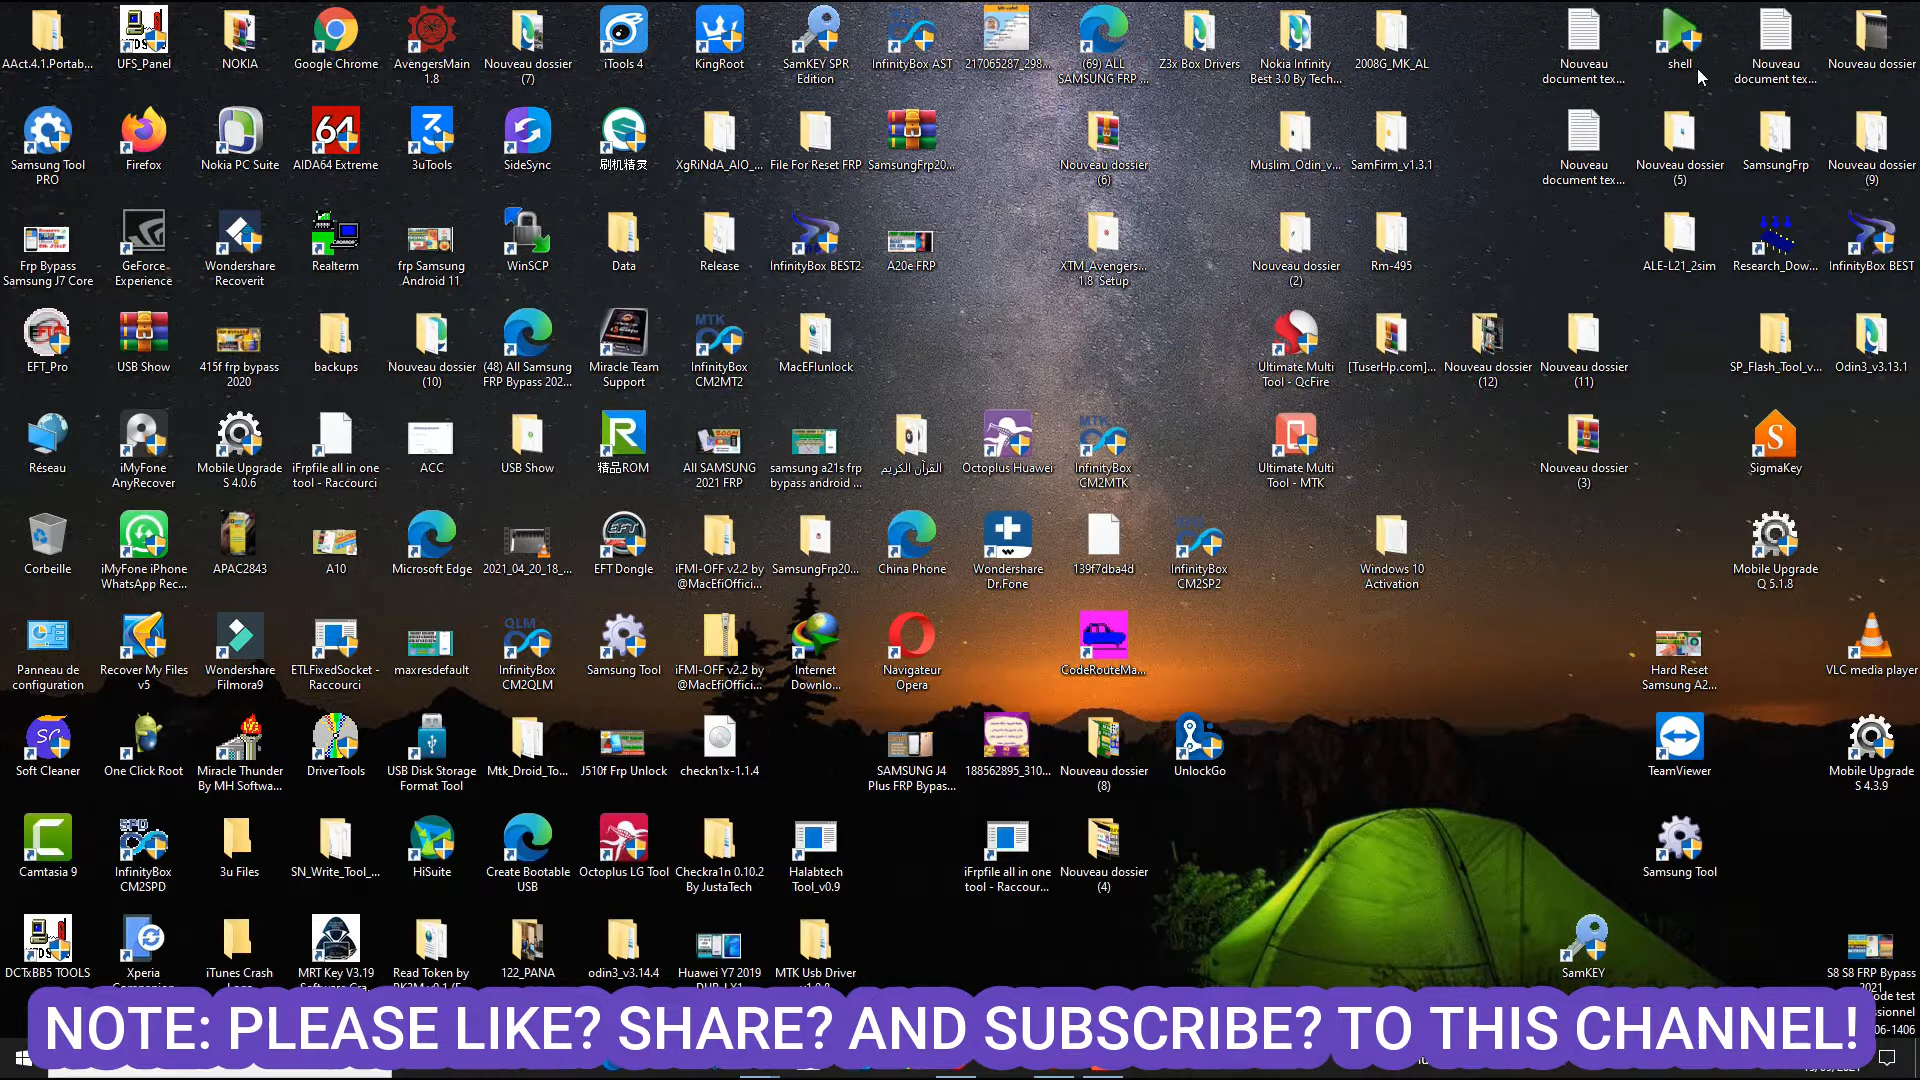 AAct.4.1.Portab...
UFS_Panel
NOKIA
Google Chrome
AvengersMain
1.8
Nouveau dossier
(7)
iTools 4
KingRoot
SamKEY SPR
Edition
InfinityBox AST
217065287_298...
(69) ALL
SAMSUNG FRP ...
Z3x Box Drivers
Nokia Infinity
Best 3.0 By Tech...
2008G_MK_AL
Nouveau
document tex...
shell
Nouveau
document tex...
Nouveau dossier
Samsung Tool
PRO
Firefox
Nokia PC Suite
64
AIDA64 Extreme
3uTools
SideSync
刷机精灵
XgRiNdA_AIO_...
File For Reset FRP
SamsungFrp20...
Nouveau dossier
(6)
Muslim_Odin_v...
SamFirm_v1.3.1
Nouveau
document tex...
Nouveau dossier
(5)
SamsungFrp
Nouveau dossier
(9)
Frp Bypass
Samsung J7 Core
GeForce
Experience
Wondershare
Recoverit
Realterm
frp Samsung
Android 11
WinSCP
Data
Release
InfinityBox BEST2
A20e FRP
XTM_Avengers...
1.8 Setup
Nouveau dossier
(2)
Rm-495
ALE-L21_2sim
Research_Dow...
InfinityBox BEST
EFT_Pro
USB Show
415f frp bypass
2020
backups
Nouveau dossier
(10)
(48) All Samsung
FRP Bypass 202...
Miracle Team
Support
MTK
InfinityBox
CM2MT2
MacEFIunlock
Ultimate Multi
Tool - QcFire
[TuserHp.com]...
Nouveau dossier
(12)
Nouveau dossier
(11)
SP_Flash_Tool_v...
Odin3_v3.13.1
Réseau
iMyFone
AnyRecover
Mobile Upgrade
S 4.0.6
iFrpfile all in one
tool - Raccourci
ACC
USB Show
精品ROM
All SAMSUNG
2021 FRP
samsung a21s frp
bypass android ...
القرآن الكريم
Octoplus Huawei
MTK
InfinityBox
CM2MTK
Ultimate Multi
Tool - MTK
Nouveau dossier
(3)
S
SigmaKey
Corbeille
iMyFone iPhone
WhatsApp Rec...
APAC2843
A10
Microsoft Edge
2021_04_20_18_...
EFT
EFT Dongle
iFMI-OFF v2.2 by
@MacEfiOffici...
SamsungFrp20...
China Phone
Wondershare
Dr.Fone
139f7dba4d
InfinityBox
CM2SP2
Windows 10
Activation
Mobile Upgrade
Q 5.1.8
Panneau de
configuration
Recover My Files
v5
Wondershare
Filmora9
ETLFixedSocket -
Raccourci
maxresdefault
QLM
InfinityBox
CM2QLM
Samsung Tool
iFMI-OFF v2.2 by
@MacEfiOffici...
Internet
Downlo...
Navigateur
Opera
CodeRouteMa...
Hard Reset
Samsung A2...
VLC media player
SC
Soft Cleaner
One Click Root
Miracle Thunder
By MH Softwa...
DriverTools
USB Disk Storage
Format Tool
Mtk_Droid_To...
J510f Frp Unlock
checkn1x-1.1.4
SAMSUNG J4
Plus FRP Bypas...
188562895_310...
Nouveau dossier
(8)
UnlockGo
TeamViewer
Mobile Upgrade
S 4.3.9
Camtasia 9
SPD
InfinityBox
CM2SPD
3u Files
SN_Write_Tool_...
HiSuite
Create Bootable
USB
Octoplus LG Tool
Checkra1n 0.10.2
By JustaTech
Halabtech
Tool_v0.9
iFrpfile all in one
tool - Raccour...
Nouveau dossier
(4)
Samsung Tool
DCTxBB5 TOOLS
Xperia
iTunes Crash
MRT Key V3.19
Read Token by
122_PANA
odin3_v3.14.4
Huawei Y7 2019
MTK Usb Driver
SamKEY
S8 S8 FRP Bypass
2021
NOTE: PLEASE LIKE? SHARE? AND SUBSCRIBE? TO THIS CHANNEL!